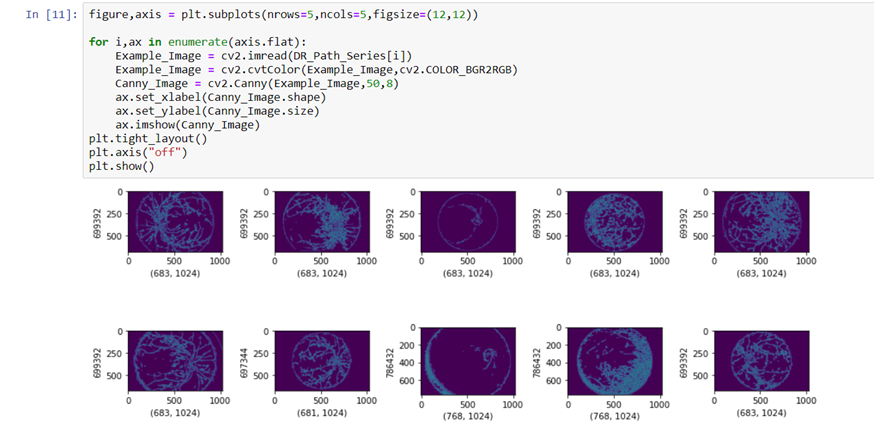 In [11]: figure,axis = plt.subplots(nrows=5,ncols=5,figsize=(12,12))
for i,ax in enumerate(axis.flat):
    Example_Image = cv2.imread(DR_Path_Series[i])
    Example_Image = cv2.cvtColor(Example_Image,cv2.COLOR_BGR2RGB)
    Canny_Image = cv2.Canny(Example_Image,50,8)
    ax.set_xlabel(Canny_Image.shape)
    ax.set_ylabel(Canny_Image.size)
    ax.imshow(Canny_Image)
plt.tight_layout()
plt.axis("off")
plt.show()
0 0 0 0 0
699392 250 699392 250 699392 250 699392 250 699392 250
500 500 500 500 500
0 500 1000 0 500 1000 0 500 1000 0 500 1000 0 500 1000
(683, 1024) (683, 1024) (683, 1024) (683, 1024) (683, 1024)
0 0 0 0 0
699392 250 697344 250 786432 200 786432 200 699392 250
400 400
500 500 600 600 500
0 500 1000 0 500 1000 0 500 1000 0 500 1000 0 500 1000
(683, 1024) (681, 1024) (768, 1024) (768, 1024) (683, 1024)